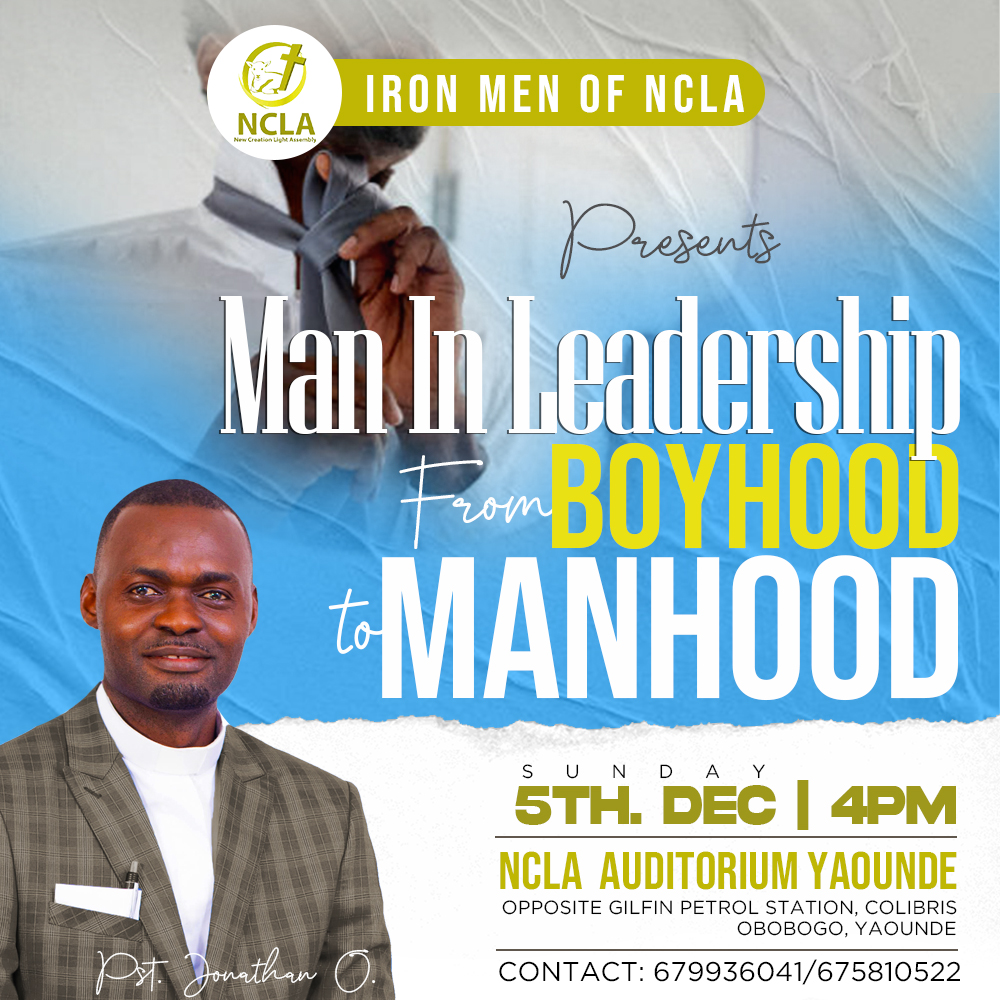 NCLA
New Creation Light Assembly
IRON MEN OF NCLA
Presents
Man In Leadership
From BOYHOOD
to MANHOOD
SUNDAY
5TH. DEC | 4PM
NCLA AUDITORIUM YAOUNDE
OPPOSITE GILFIN PETROL STATION, COLIBRIS
OBOBOGO, YAOUNDE
CONTACT: 679936041/675810522
Pst. Jonathan O.